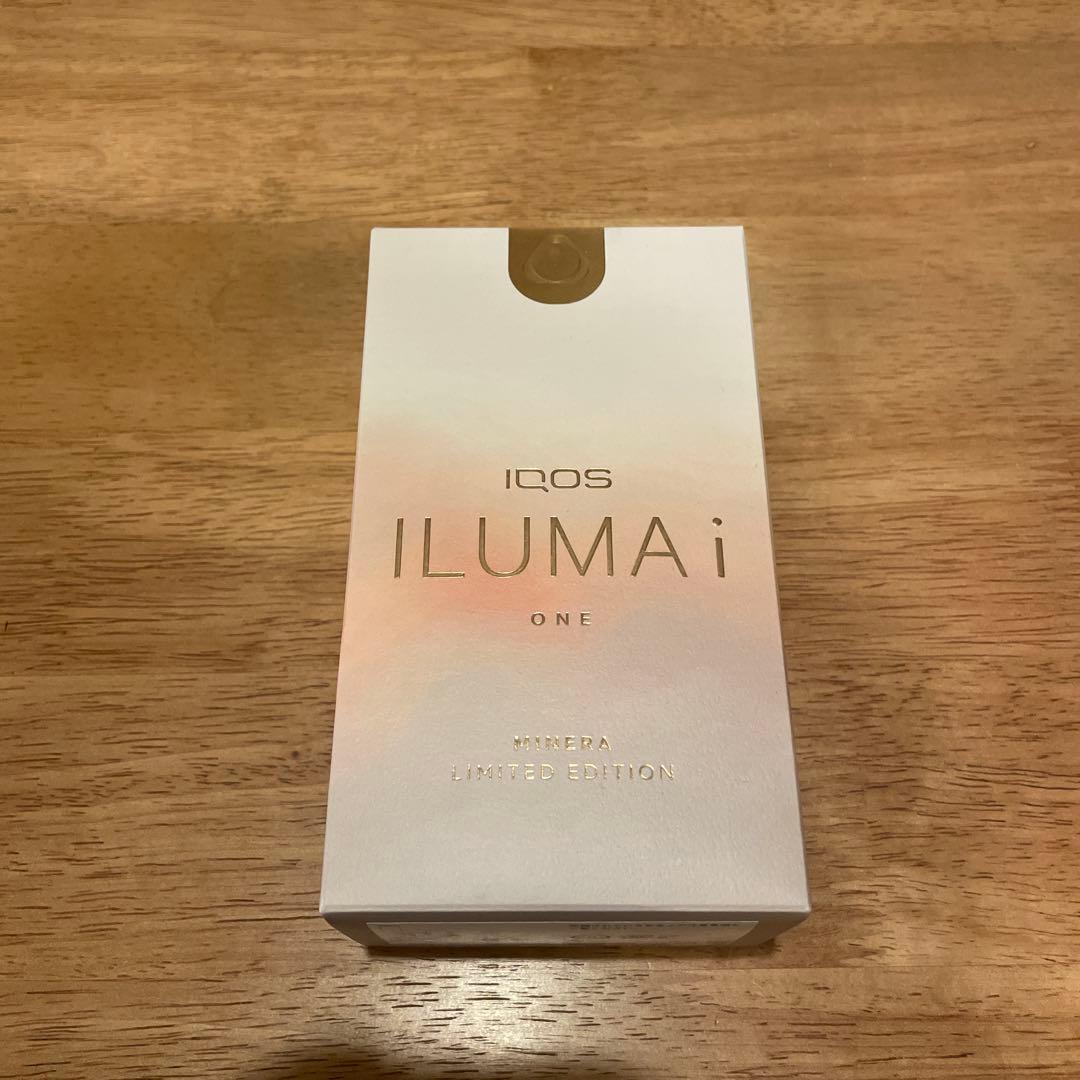 IQOS
ILUMA i
ONE
MINERA
LIMITED EDITION